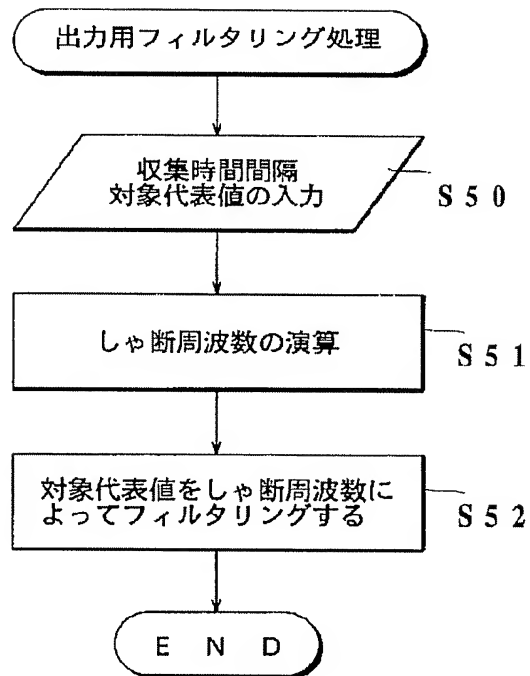 出力用フィルタリング処理
収集時間間隔
対象代表値の入力
S50
しゃ断周波数の演算
S51
対象代表値をしゃ断周波数に
よってフィルタリングする
S52
END